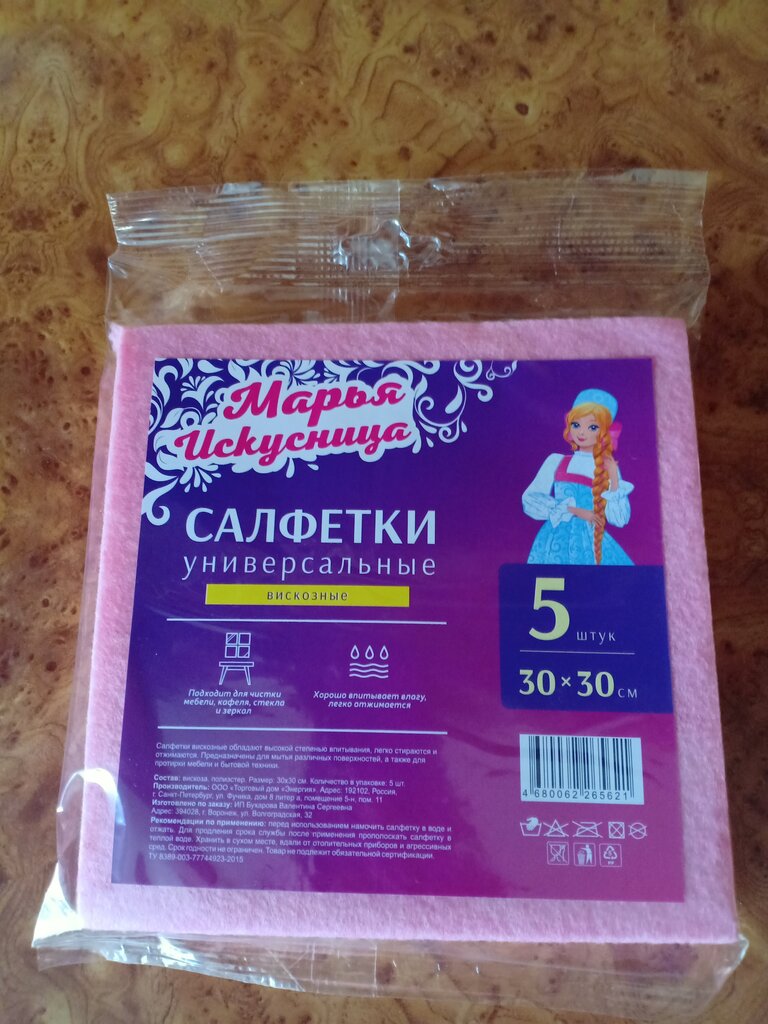 Марья
Искусница
САЛФЕТКИ
универсальные
вискозные
5 штук
30×30 см
Подходит для чистки
мебели, кафеля, стекла
и зеркал
Хорошо впитывает влагу,
легко отжимается
Салфетки вискозные обладают высокой степенью впитывания, легко стираются и
отжимаются. Предназначены для мытья различных поверхностей, а также для
протирки мебели и бытовой техники.
Состав: вискоза, полиэстер. Размер: 30х30 см. Количество в упаковке: 5 шт.
Производитель: ООО «Торговый дом «Энергия». Адрес: 192102, Россия,
г. Санкт-Петербург, ул. Фучика, дом 8 литер а, помещение 5-н, пом. 11
Изготовлено по заказу: ИП Бухарова Валентина Сергеевна
Адрес: 394028, г. Воронеж, ул. Волгоградская, 32
Рекомендации по применению: перед использованием намочить салфетку в воде и
отжать. Для продления срока службы после применения прополоскать салфетку в
теплой воде. Хранить в сухом месте, вдали от отопительных приборов и агрессивных
сред. Срок годности не ограничен. Товар не подлежит обязательной сертификации.
ТУ 8389-003-77744923-2015
4 680062 265621